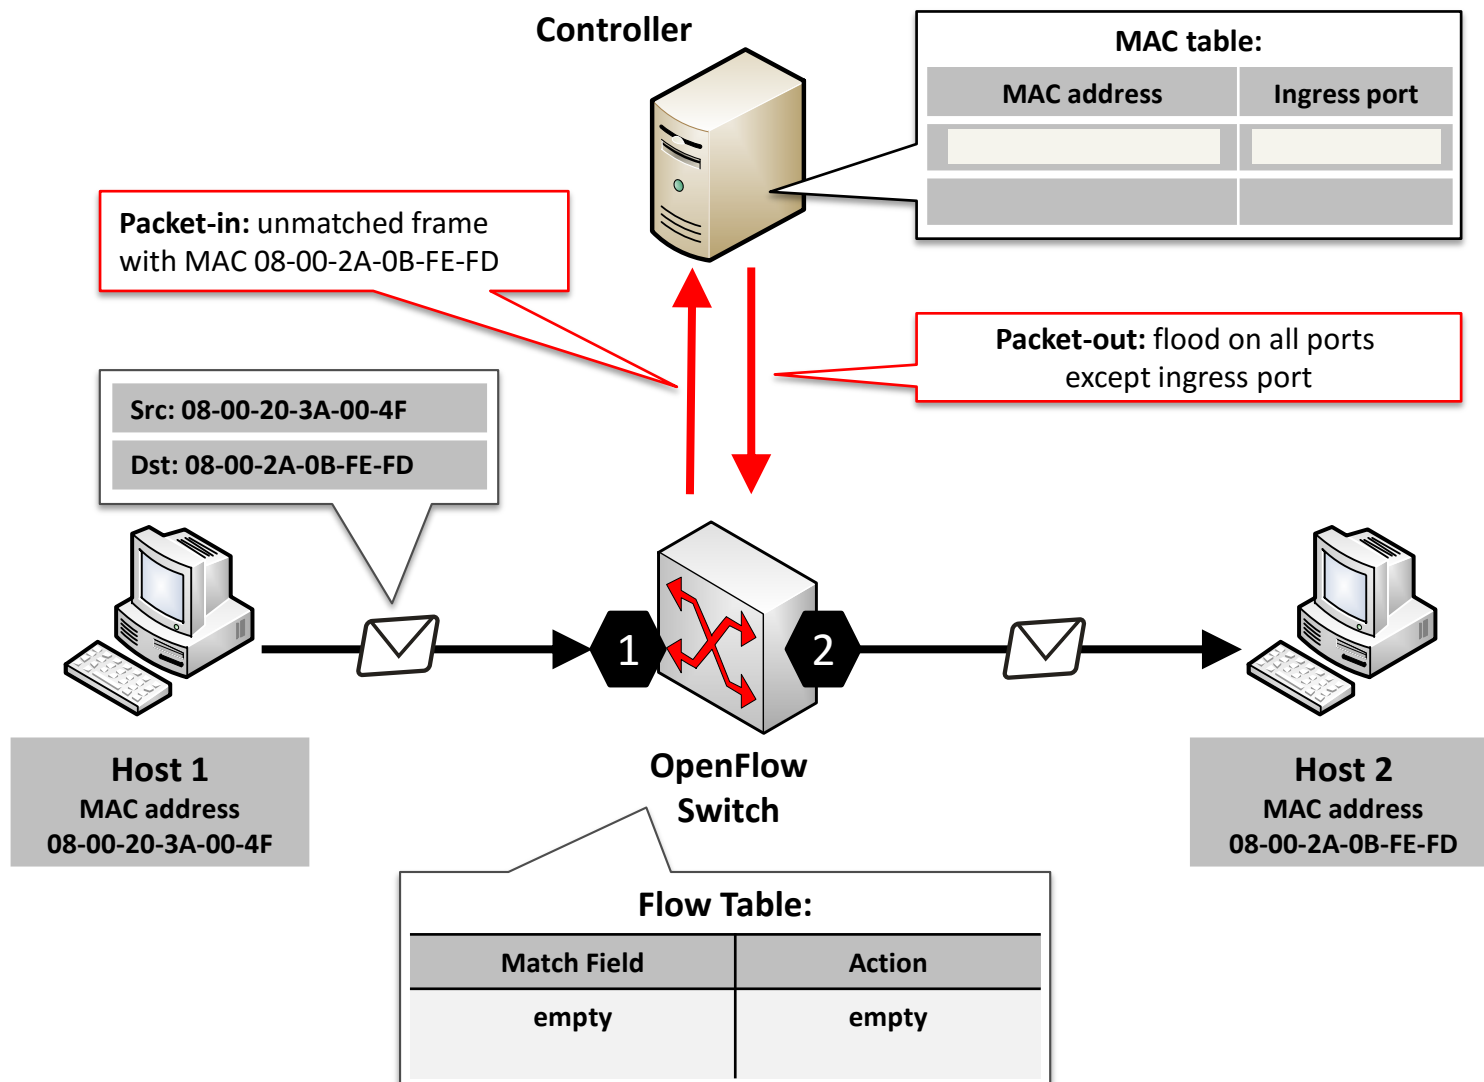 Controller
MAC table:
MAC address
Ingress port
Packet-in: unmatched frame
with MAC 08-00-2A-0B-FE-FD
Packet-out: flood on all ports
except ingress port
Src: 08-00-20-3A-00-4F
Dst: 08-00-2A-0B-FE-FD
1
2
Host 1
MAC address
08-00-20-3A-00-4F
OpenFlow
Switch
Host 2
MAC address
08-00-2A-0B-FE-FD
Flow Table:
Match Field
Action
empty
empty